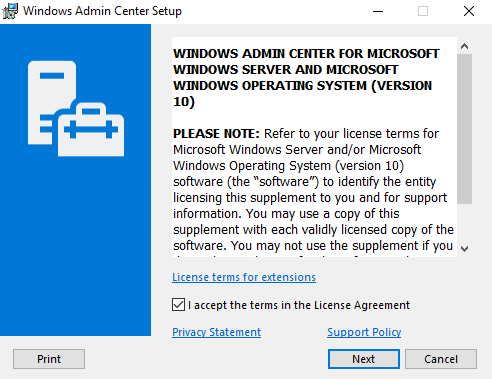 Windows Admin Center Setup
WINDOWS ADMIN CENTER FOR MICROSOFT
WINDOWS SERVER AND MICROSOFT
WINDOWS OPERATING SYSTEM (VERSION
10)
PLEASE NOTE: Refer to your license terms for
Microsoft Windows Server and/or Microsoft
Windows Operating System (version 10)
software (the “software”) to identify the entity
licensing this supplement to you and for support
information. You may use a copy of this
supplement with each validly licensed copy of the
software. You may not use the supplement if you
License terms for extensions
I accept the terms in the License Agreement
Privacy Statement
Support Policy
Print
Next
Cancel